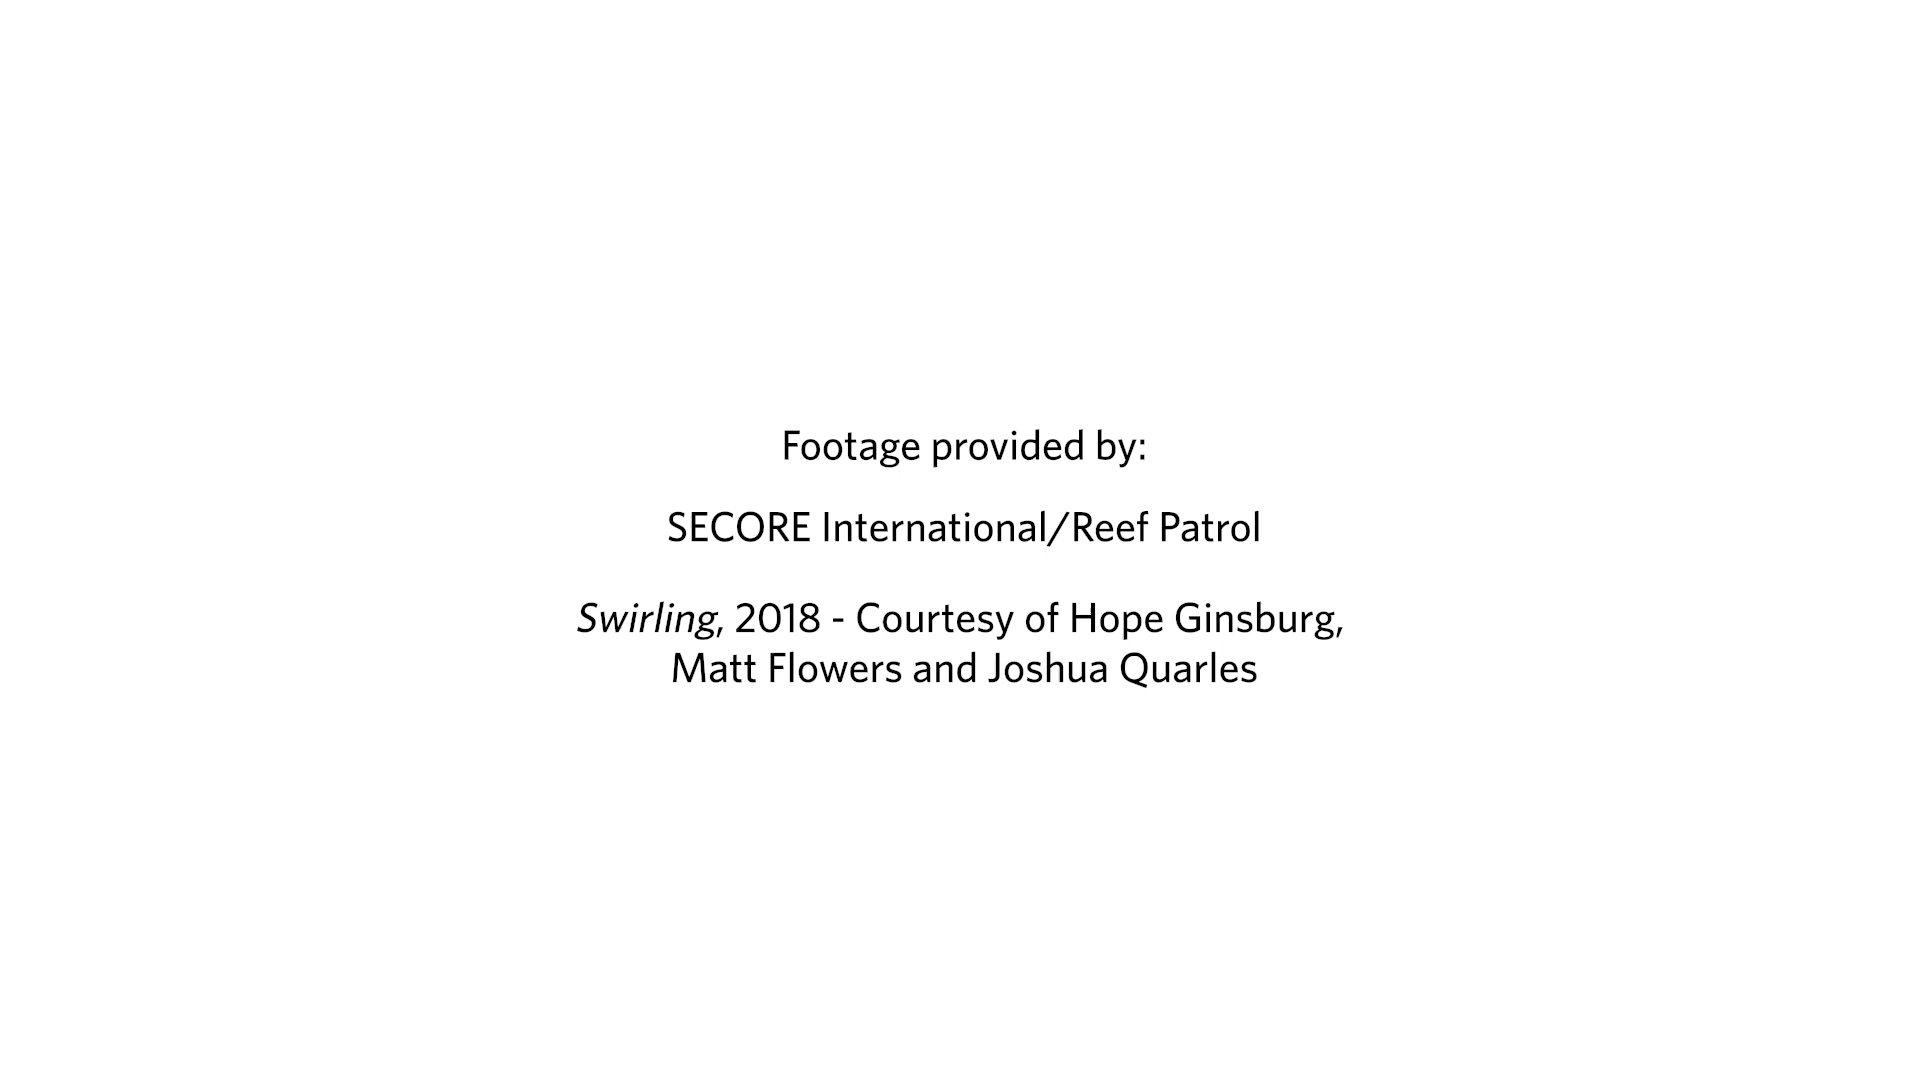 Footage provided by:
SECORE International/Reef Patrol
Swirling, 2018 - Courtesy of Hope Ginsburg,
Matt Flowers and Joshua Quarles